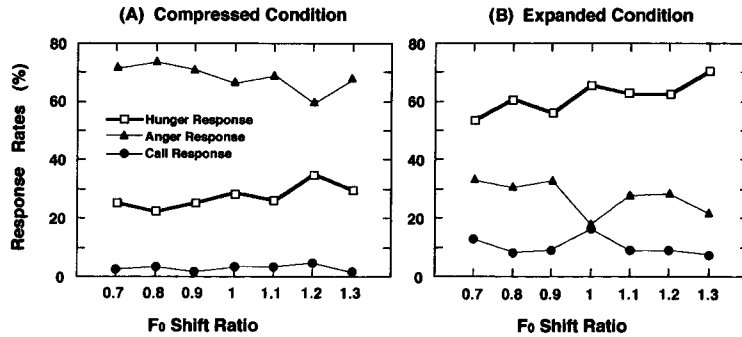 (A) Compressed Condition
(B) Expanded Condition
Response Rates (%)
80
60
40
20
0
Hunger Response
Anger Response
Call Response
0.7 0.8 0.9 1 1.1 1.2 1.3
F0 Shift Ratio
80
60
40
20
0
0.7 0.8 0.9 1 1.1 1.2 1.3
F0 Shift Ratio